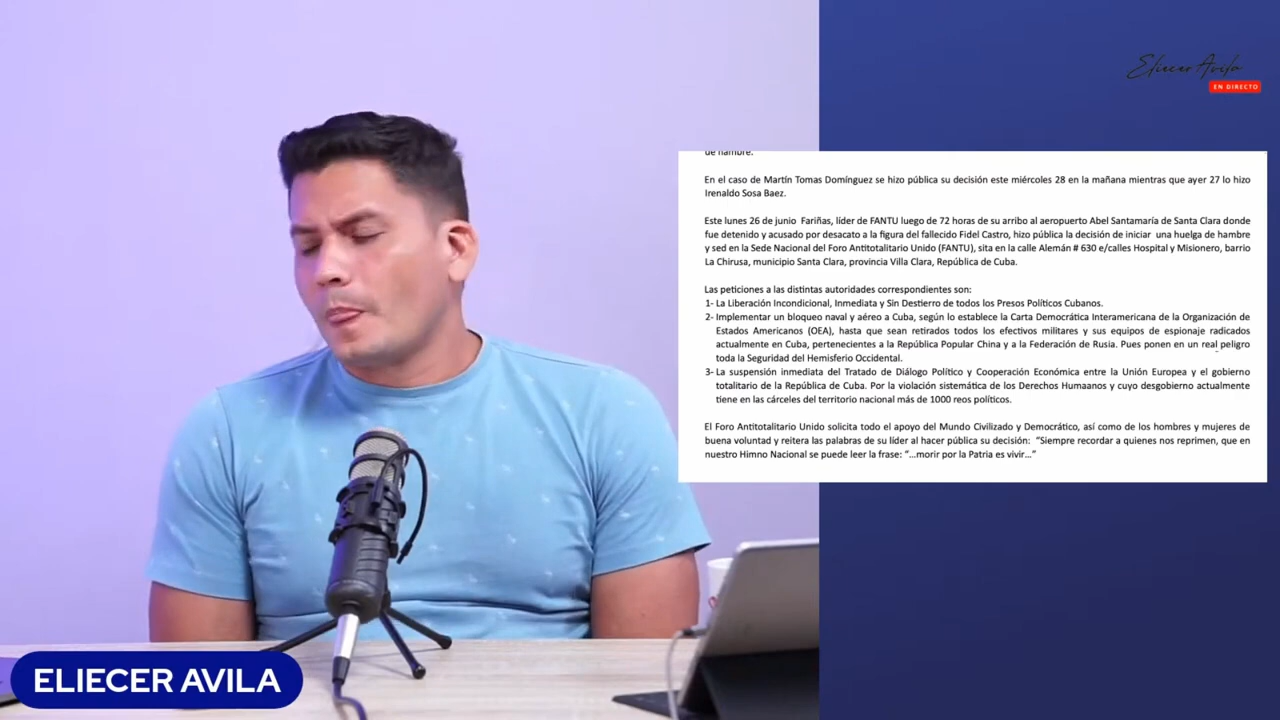 Eliecer Avila
EN DIRECTO
de hambre.
En el caso de Martín Tomas Domínguez se hizo pública su decisión este miércoles 28 en la mañana mientras que ayer 27 lo hizo
Irenaldo Sosa Baez.
Este lunes 26 de junio Fariñas, líder de FANTU luego de 72 horas de su arribo al aeropuerto Abel Santamaría de Santa Clara donde
fue detenido y acusado por desacato a la figura del fallecido Fidel Castro, hizo pública la decisión de iniciar una huelga de hambre
y sed en la Sede Nacional del Foro Antitotalitario Unido (FANTU), sita en la calle Alemán # 630 e/calles Hospital y Misionero, barrio
La Chirusa, municipio Santa Clara, provincia Villa Clara, República de Cuba.
Las peticiones a las distintas autoridades correspondientes son:
1- La Liberación Incondicional, Inmediata y Sin Destierro de todos los Presos Políticos Cubanos.
2- Implementar un bloqueo naval y aéreo a Cuba, según lo establece la Carta Democrática Interamericana de la Organización de
Estados Americanos (OEA), hasta que sean retirados todos los efectivos militares y sus equipos de espionaje radicados
actualmente en Cuba, pertenecientes a la República Popular China y a la Federación de Rusia. Pues ponen en un real peligro
toda la Seguridad del Hemisferio Occidental.
3- La suspensión inmediata del Tratado de Diálogo Político y Cooperación Económica entre la Unión Europea y el gobierno
totalitario de la República de Cuba. Por la violación sistemática de los Derechos Humaanos y cuyo desgobierno actualmente
tiene en las cárceles del territorio nacional más de 1000 reos políticos.
El Foro Antitotalitario Unido solicita todo el apoyo del Mundo Civilizado y Democrático, así como de los hombres y mujeres de
buena voluntad y reitera las palabras de su líder al hacer pública su decisión: “Siempre recordar a quienes nos reprimen, que en
nuestro Himno Nacional se puede leer la frase: “...morir por la Patria es vivir...”
ELIECER AVILA